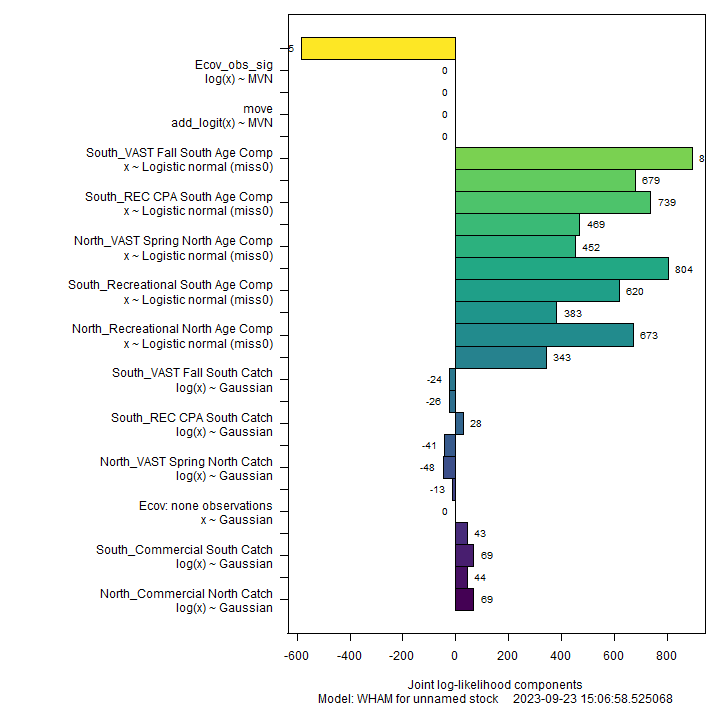 5
Ecov_obs_sig
log(x) ~ MVN
0
0
move
add_logit(x) ~ MVN
0
0
South_VAST Fall South Age Comp
x ~ Logistic normal (miss0)
8
679
South_REC CPA South Age Comp
x ~ Logistic normal (miss0)
739
469
North_VAST Spring North Age Comp
x ~ Logistic normal (miss0)
452
804
South_Recreational South Age Comp
x ~ Logistic normal (miss0)
620
383
North_Recreational North Age Comp
x ~ Logistic normal (miss0)
673
343
South_VAST Fall South Catch
log(x) ~ Gaussian
-24
-26
South_REC CPA South Catch
log(x) ~ Gaussian
28
-41
North_VAST Spring North Catch
log(x) ~ Gaussian
-48
-13
Ecov: none observations
x ~ Gaussian
0
43
South_Commercial South Catch
log(x) ~ Gaussian
69
44
North_Commercial North Catch
log(x) ~ Gaussian
69
-600 -400 -200 0 200 400 600 800
Joint log-likelihood components
Model: WHAM for unnamed stock 2023-09-23 15:06:58.525068